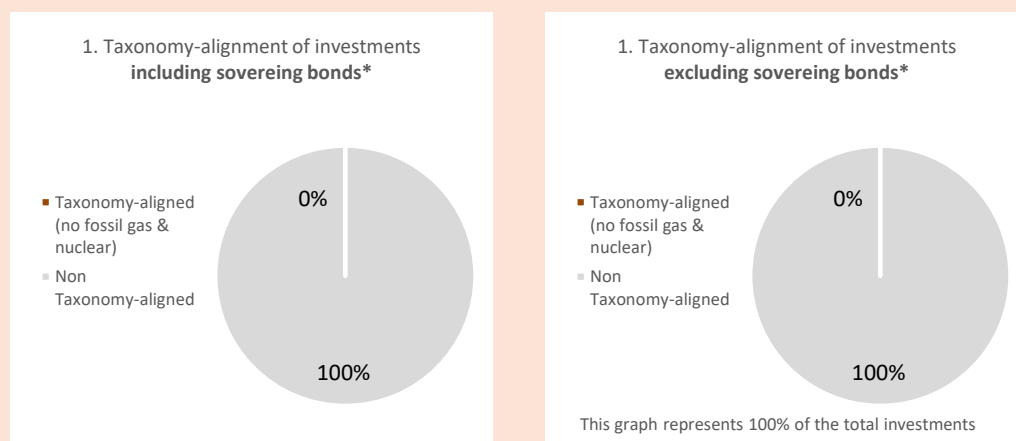 1. Taxonomy-alignment of investments
including sovereing bonds*
0%
Taxonomy-aligned
(no fossil gas &
nuclear)
Non
Taxonomy-aligned
100%
1. Taxonomy-alignment of investments
excluding sovereing bonds*
0%
Taxonomy-aligned
(no fossil gas &
nuclear)
Non
Taxonomy-aligned
100%
This graph represents 100% of the total investments